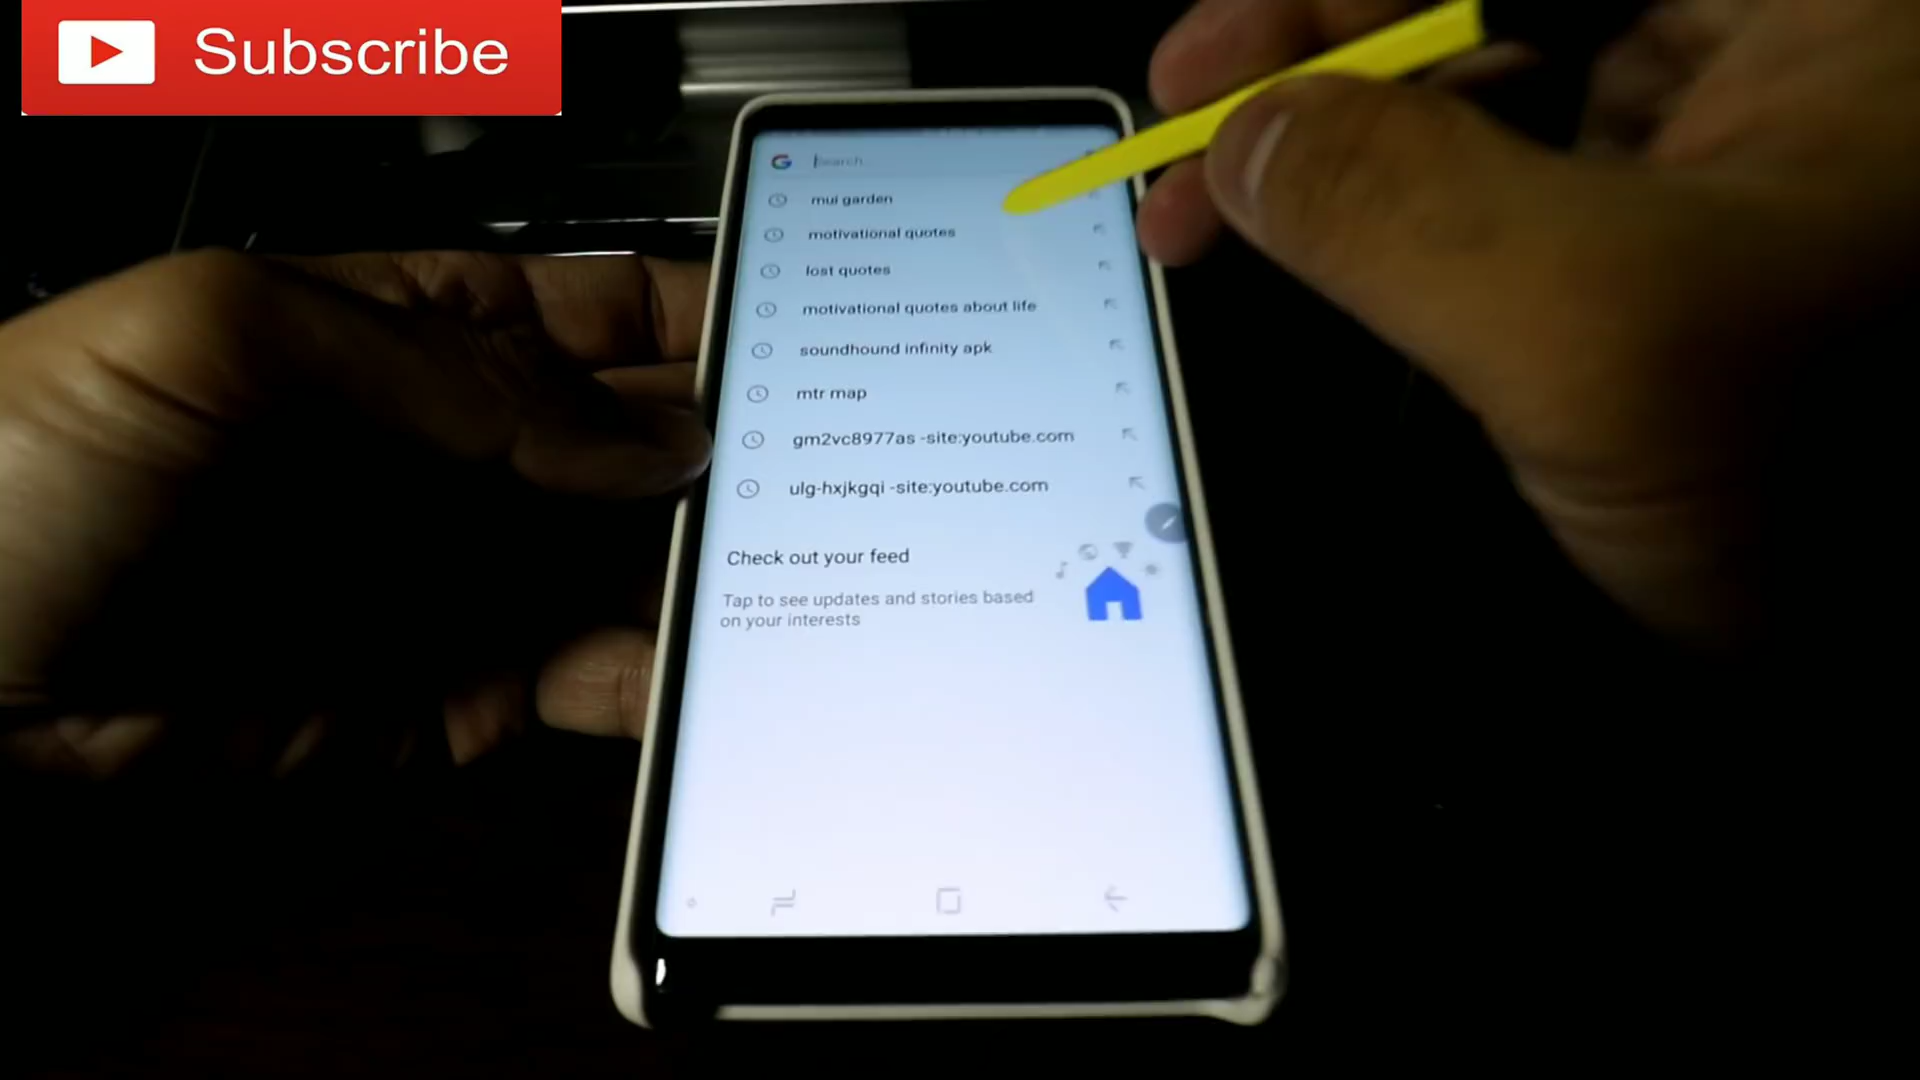 Subscribe
Search
mui garden
motivational quotes
lost quotes
motivational quotes about life
soundhound infinity apk
mtr map
gm2vc8977as -site:youtube.com
ulg-hxjkgqi -site:youtube.com
Check out your feed
Tap to see updates and stories based
on your interests